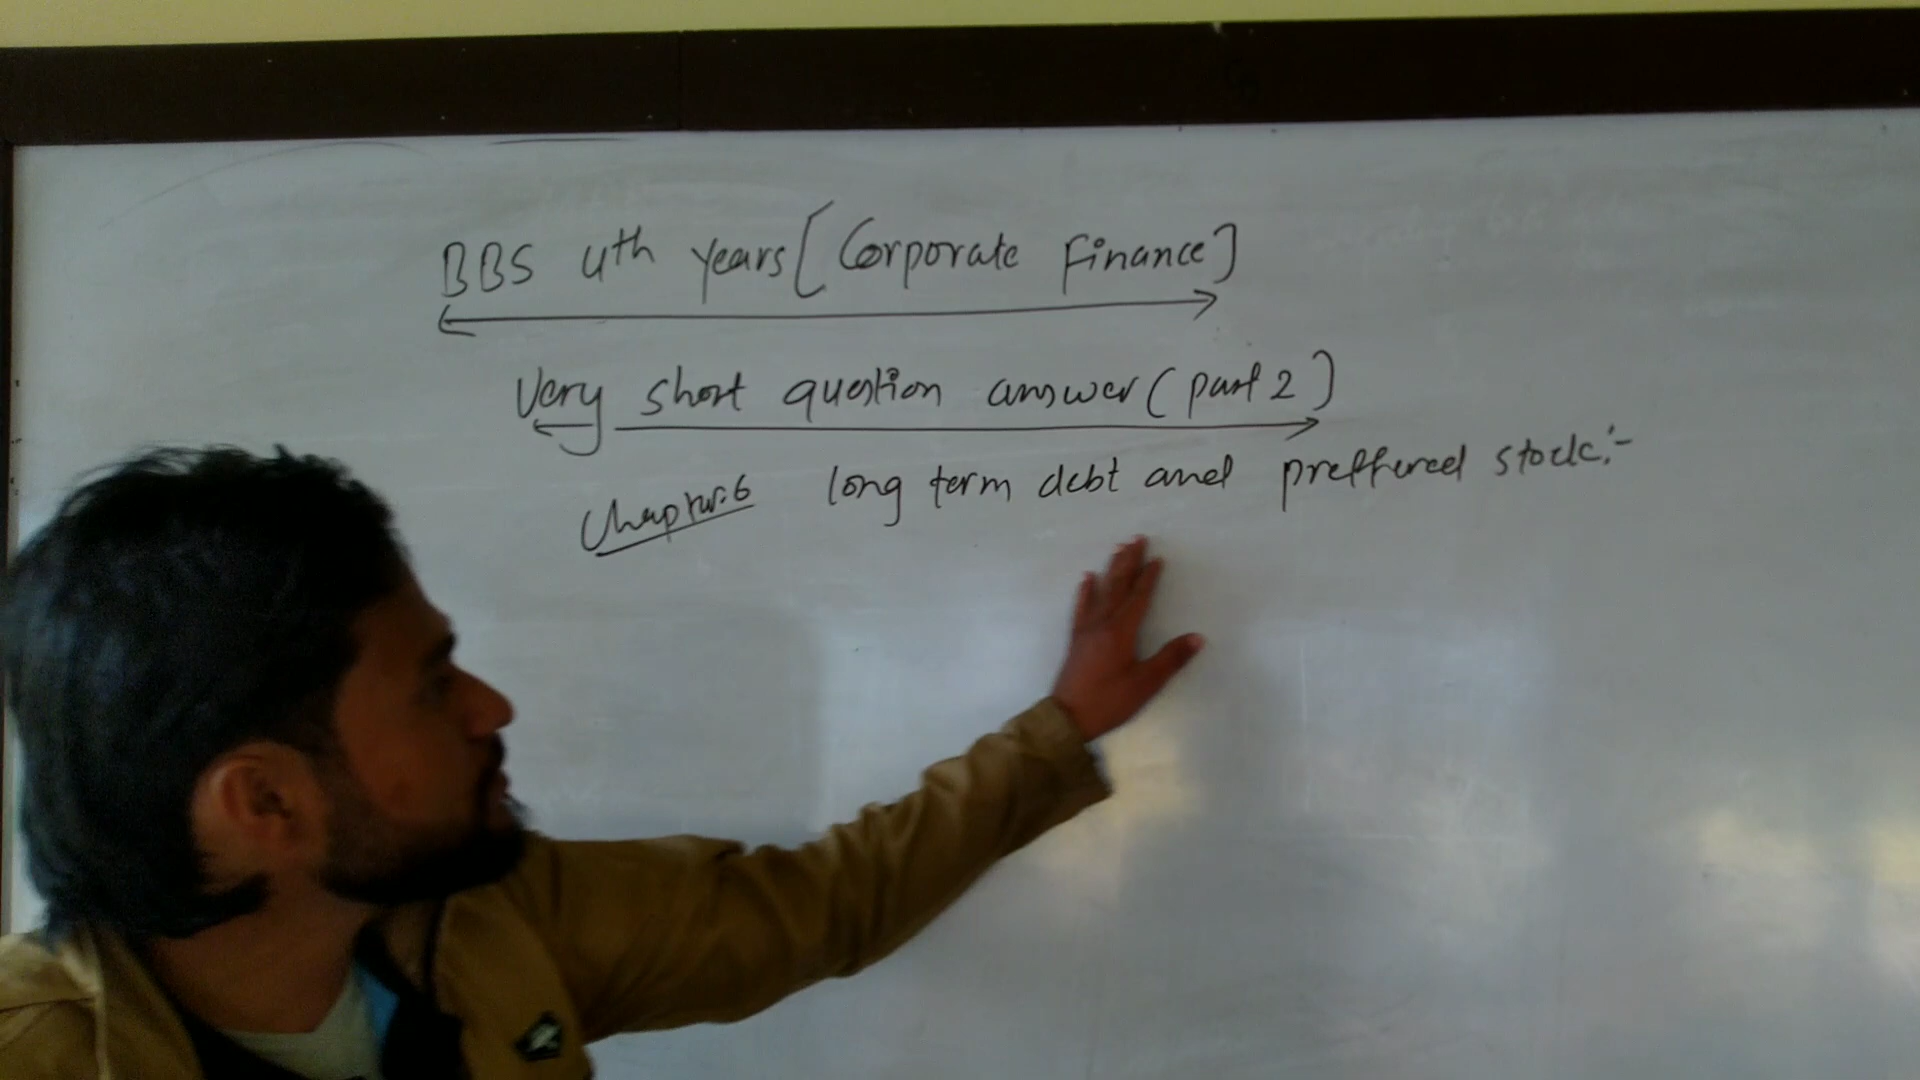 BBS 4th years [Corporate Finance]
Very short question answer (part 2)
Chapter:6 long term debt and preffered stock:-